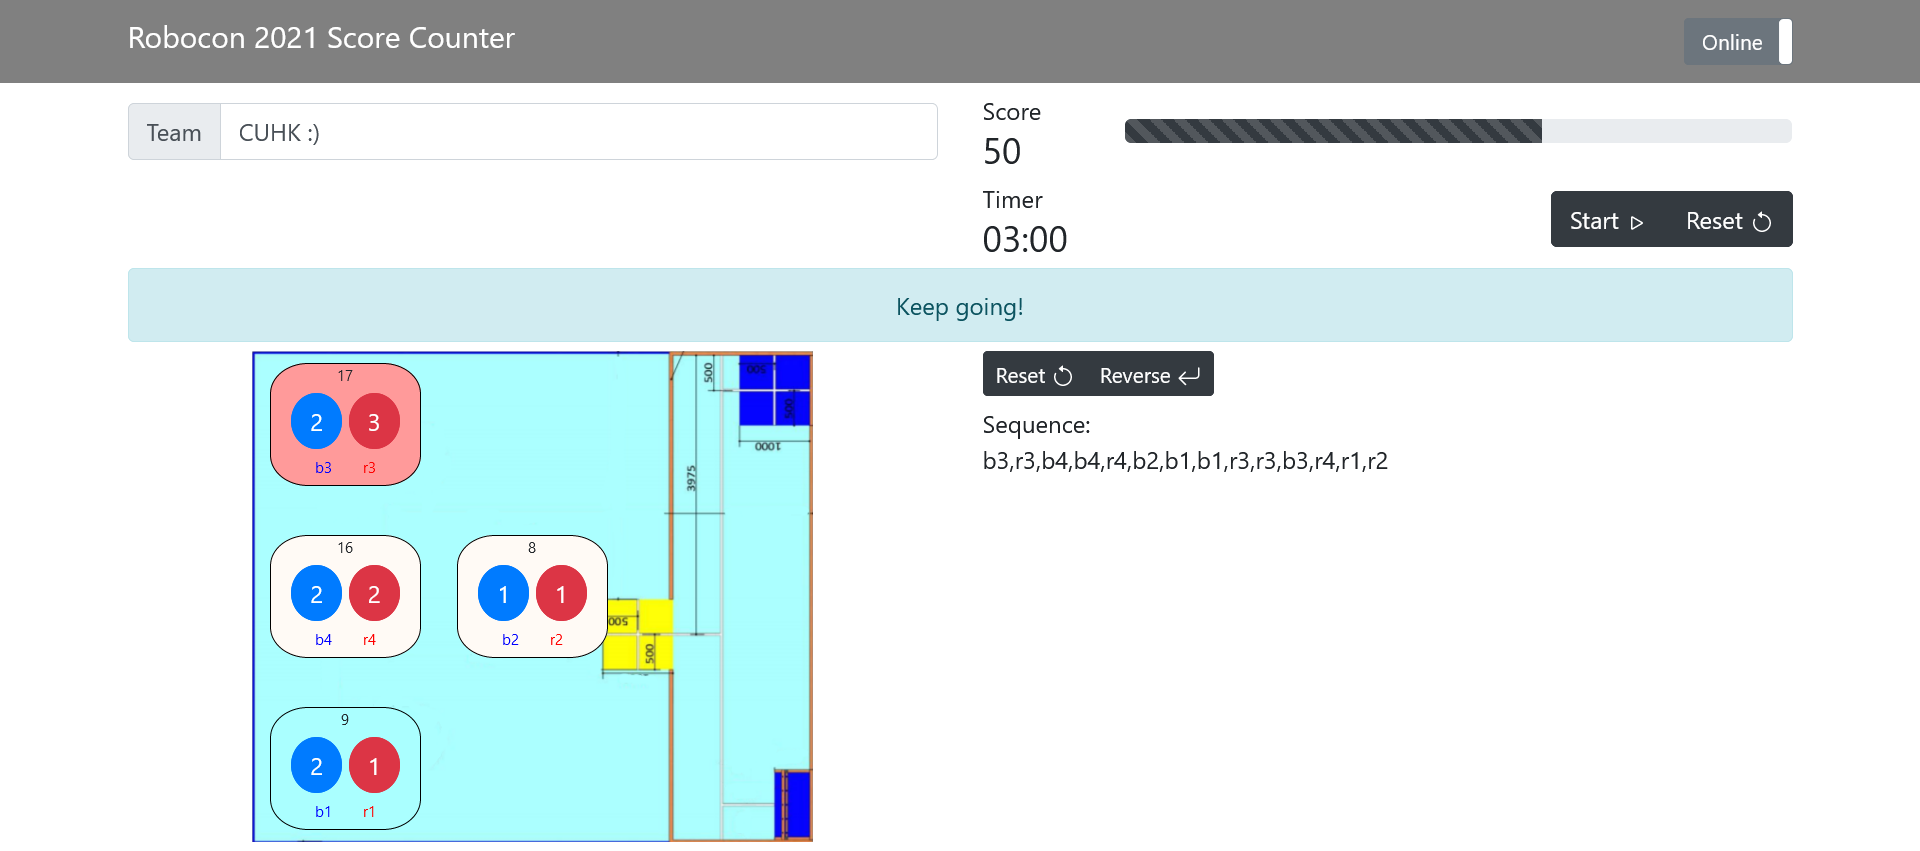 Robocon 2021 Score Counter
Online
Team
CUHK :)
Score
50
Timer
03:00
Start
Reset
Keep going!
17
2 3
b3 r3
16
2 2
b4 r4
8
1 1
b2 r2
9
2 1
b1 r1
500
500
500
1000
3975
500
500
Reset
Reverse
Sequence:
b3,r3,b4,b4,r4,b2,b1,b1,r3,r3,b3,r4,r1,r2